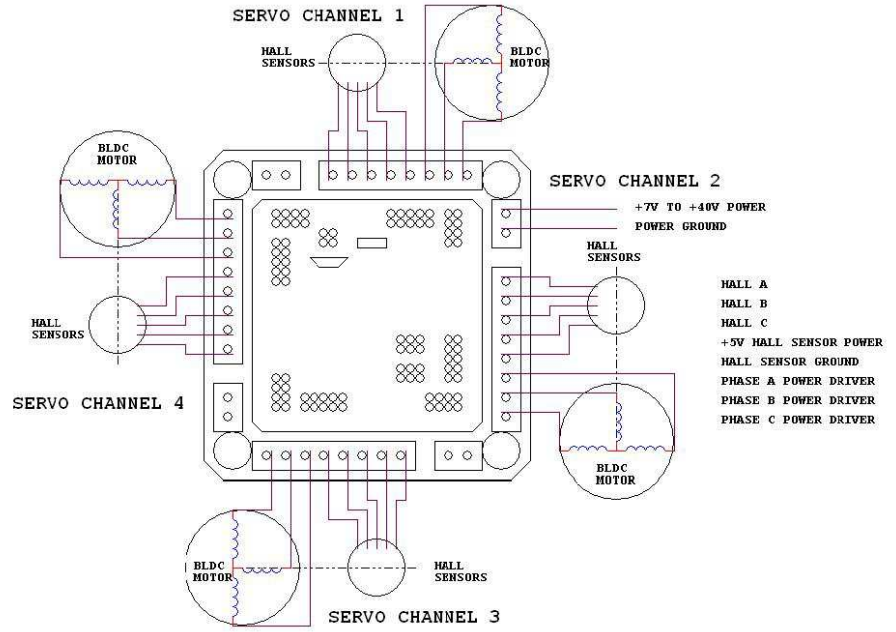 SERVO CHANNEL 1
HALL
SENSORS
BLDC
MOTOR
BLDC
MOTOR
SERVO CHANNEL 2
+7V TO +40V POWER
POWER GROUND
HALL
SENSORS
HALL A
HALL B
HALL C
+5V HALL SENSOR POWER
HALL SENSOR GROUND
PHASE A POWER DRIVER
PHASE B POWER DRIVER
PHASE C POWER DRIVER
HALL
SENSORS
SERVO CHANNEL 4
BLDC
MOTOR
BLDC
MOTOR
HALL
SENSORS
SERVO CHANNEL 3